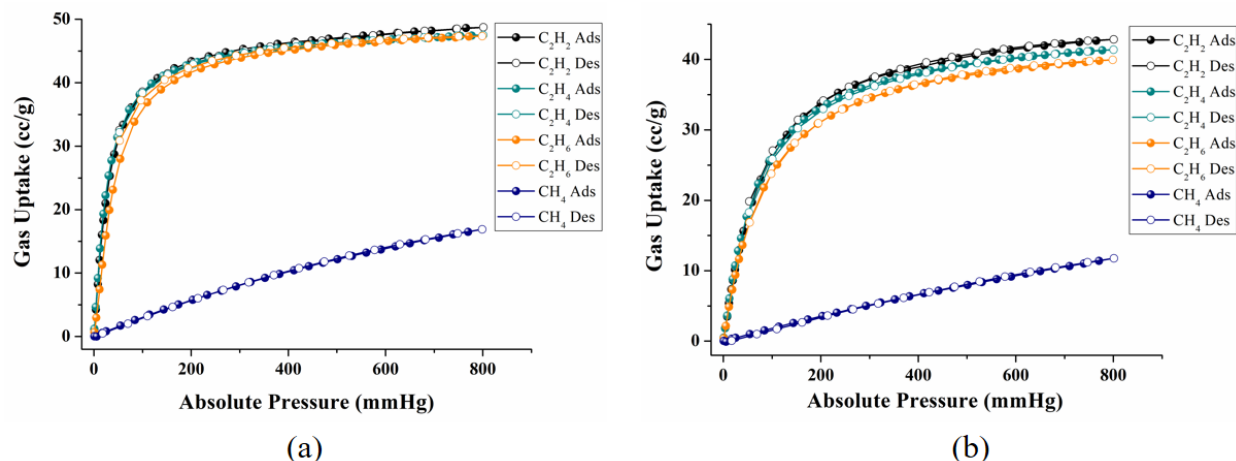 50
40
30
20
10
0
Gas Uptake (cc/g)
0 200 400 600 800
Absolute Pressure (mmHg)
C₂H₂ Ads
C₂H₂ Des
C₂H₄ Ads
C₂H₄ Des
C₂H₆ Ads
C₂H₆ Des
CH₄ Ads
CH₄ Des
(a)
40
30
20
10
0
Gas Uptake (cc/g)
0 200 400 600 800
Absolute Pressure (mmHg)
C₂H₂ Ads
C₂H₂ Des
C₂H₄ Ads
C₂H₄ Des
C₂H₆ Ads
C₂H₆ Des
CH₄ Ads
CH₄ Des
(b)